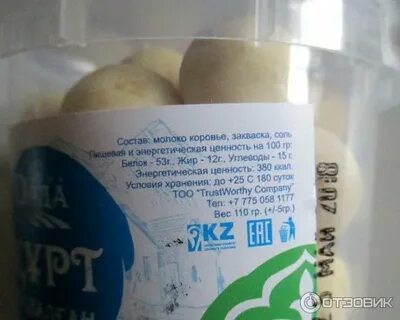 Состав: молоко коровье, закваска, соль
Пищевая и энергетическая ценность на 100 гр:
Белок - 53г., Жир - 12г., Углеводы - 15 г.
Энергетическая ценность: 380 ккал.
Условия хранения: до +25 С 180 суток
ТОО "TrustWorthy Company"
Тел: +7 775 058 1177
Вес 110 гр. (+/-5гр.)
KZ
EAC
ҚҰРТ
МАЙ 2018
ОТЗОВИК